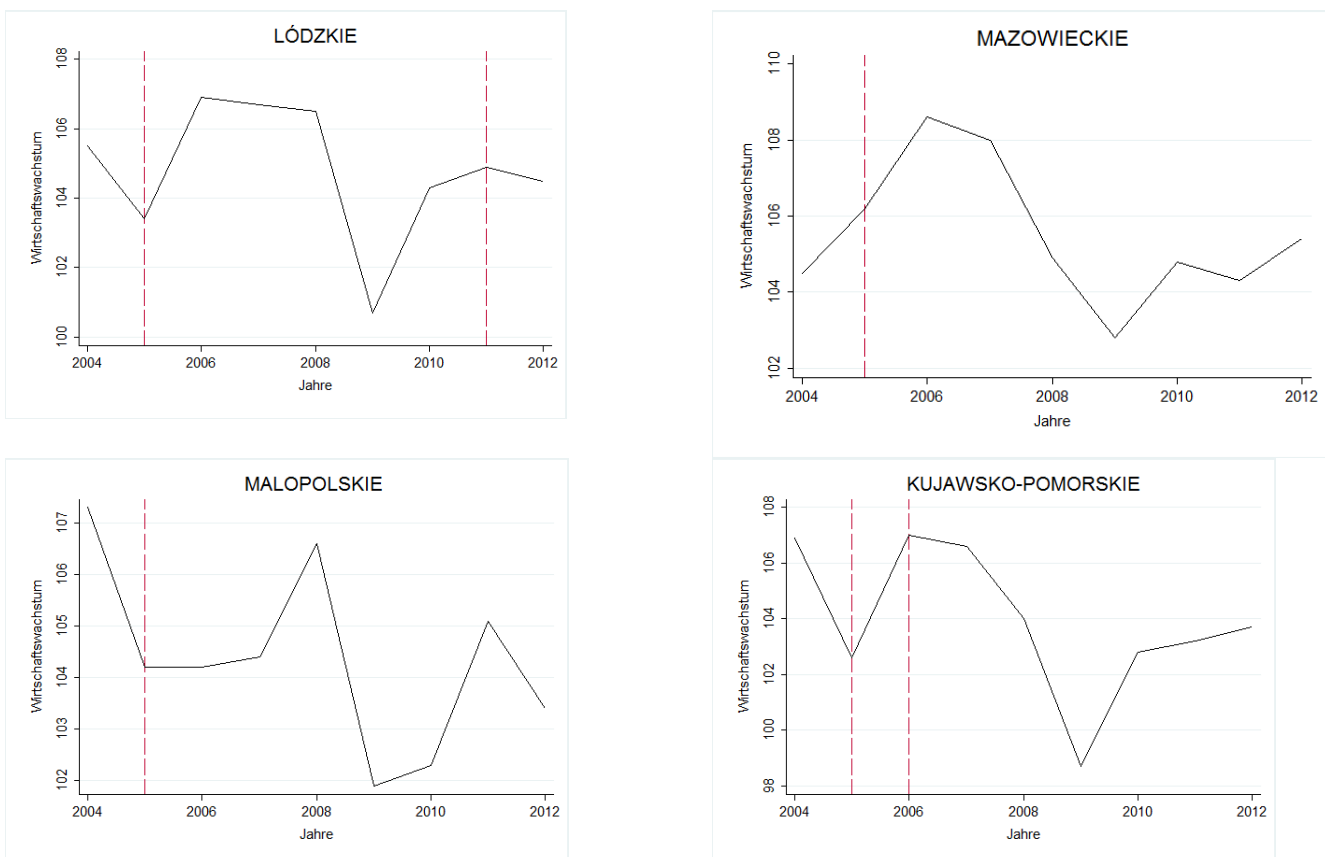 LÓDZKIE
Wirtschaftswachstum
108
106
104
102
100
2004 2006 2008 2010 2012
Jahre
MAZOWIECKIE
Wirtschaftswachstum
110
108
106
104
102
2004 2006 2008 2010 2012
Jahre
MALOPOLSKIE
Wirtschaftswachstum
107
106
105
104
103
102
2004 2006 2008 2010 2012
Jahre
KUJAWSKO-POMORSKIE
Wirtschaftswachstum
108
106
104
102
100
98
2004 2006 2008 2010 2012
Jahre